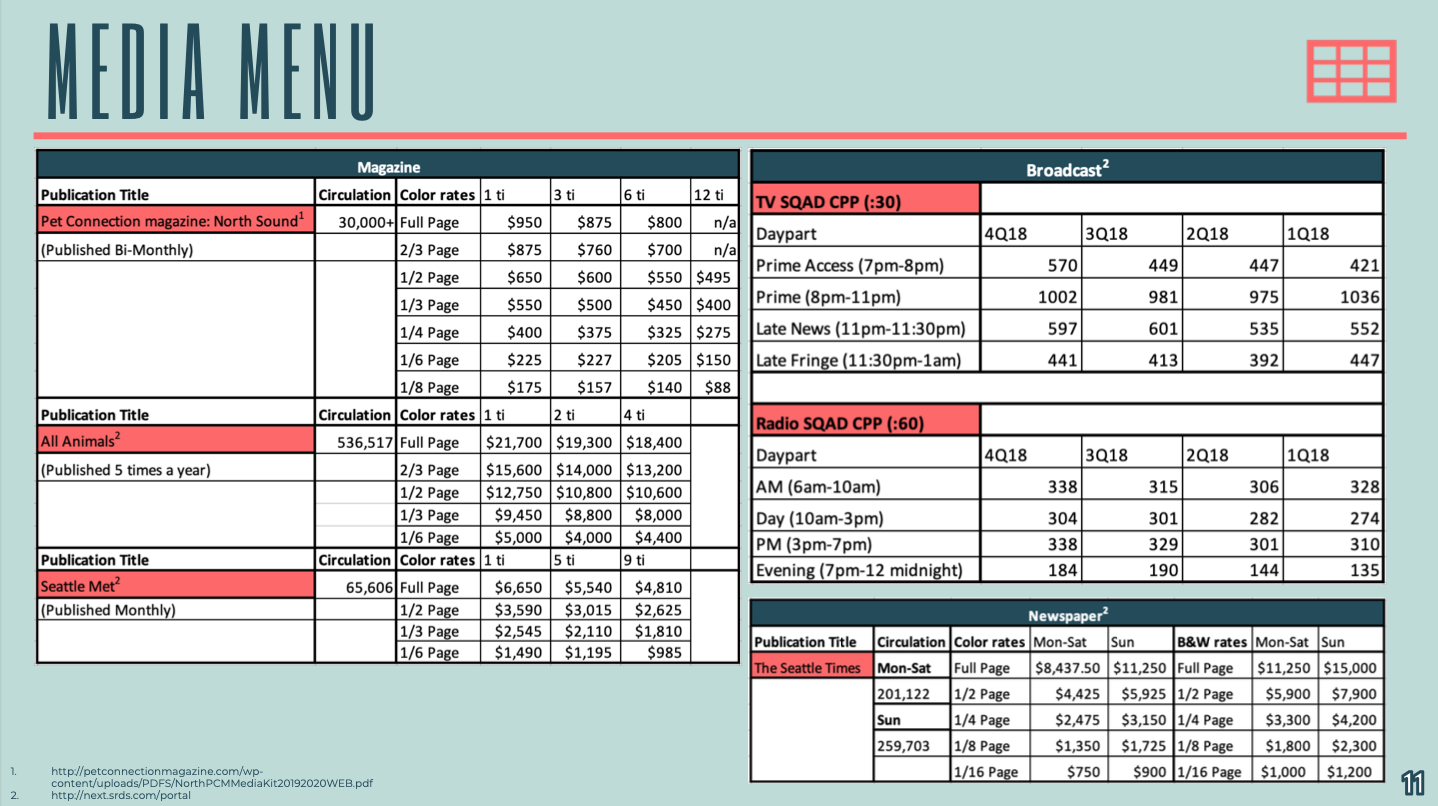 MEDIA MENU
Magazine
Publication Title Circulation Color rates 1 ti 3 ti 6 ti 12 ti
Pet Connection magazine: North Sound1 30,000+ Full Page $950 $875 $800 n/a
(Published Bi-Monthly) 2/3 Page $875 $760 $700 n/a
1/2 Page $650 $600 $550 $495
1/3 Page $550 $500 $450 $400
1/4 Page $400 $375 $325 $275
1/6 Page $225 $227 $205 $150
1/8 Page $175 $157 $140 $88
Publication Title Circulation Color rates 1 ti 2 ti 4 ti
All Animals2 536,517 Full Page $21,700 $19,300 $18,400
(Published 5 times a year) 2/3 Page $15,600 $14,000 $13,200
1/2 Page $12,750 $10,800 $10,600
1/3 Page $9,450 $8,800 $8,000
1/6 Page $5,000 $4,000 $4,400
Publication Title Circulation Color rates 1 ti 5 ti 9 ti
Seattle Met2 65,606 Full Page $6,650 $5,540 $4,810
(Published Monthly) 1/2 Page $3,590 $3,015 $2,625
1/3 Page $2,545 $2,110 $1,810
1/6 Page $1,490 $1,195 $985
Broadcast2
TV SQAD CPP (:30)
Daypart 4Q18 3Q18 2Q18 1Q18
Prime Access (7pm-8pm) 570 449 447 421
Prime (8pm-11pm) 1002 981 975 1036
Late News (11pm-11:30pm) 597 601 535 552
Late Fringe (11:30pm-1am) 441 413 392 447
Radio SQAD CPP (:60)
Daypart 4Q18 3Q18 2Q18 1Q18
AM (6am-10am) 338 315 306 328
Day (10am-3pm) 304 301 282 274
PM (3pm-7pm) 338 329 301 310
Evening (7pm-12 midnight) 184 190 144 135
Newspaper2
Publication Title Circulation Color rates Mon-Sat Sun B&W rates Mon-Sat Sun
The Seattle Times Mon-Sat Full Page $8,437.50 $11,250 Full Page $11,250 $15,000
201,122 1/2 Page $4,425 $5,925 1/2 Page $5,900 $7,900
Sun 1/4 Page $2,475 $3,150 1/4 Page $3,300 $4,200
259,703 1/8 Page $1,350 $1,725 1/8 Page $1,800 $2,300
1/16 Page $750 $900 1/16 Page $1,000 $1,200
1. http://petconnectionmagazine.com/wp-
content/uploads/PDFS/NorthPCMMediaKit20192020WEB.pdf
2. http://next.srds.com/portal
11